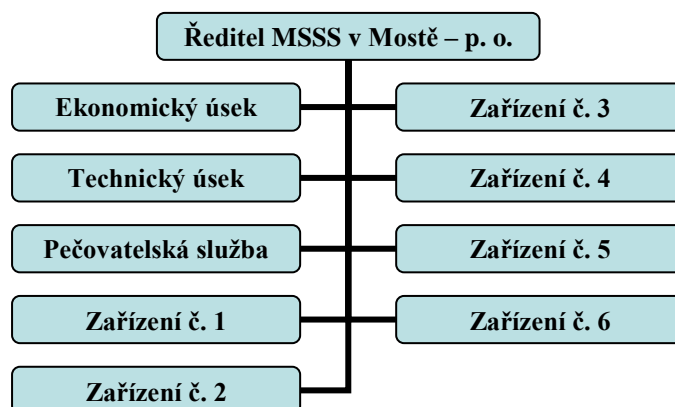 Ředitel MSSS v Mostě – p. o.
Ekonomický úsek
Zařízení č. 3
Technický úsek
Zařízení č. 4
Pečovatelská služba
Zařízení č. 5
Zařízení č. 1
Zařízení č. 6
Zařízení č. 2